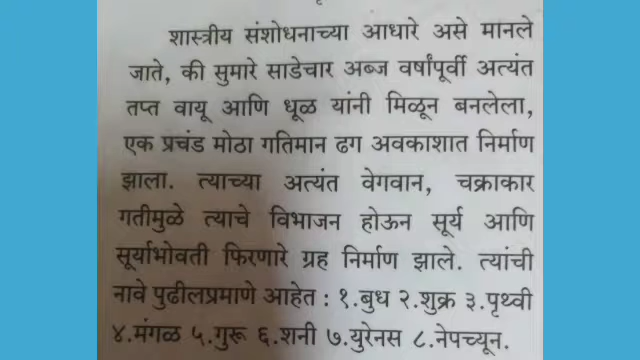 शास्त्रीय संशोधनाच्या आधारे असे मानले
जाते, की सुमारे साडेचार अब्ज वर्षांपूर्वी अत्यंत
तप्त वायू आणि धूळ यांनी मिळून बनलेला,
एक प्रचंड मोठा गतिमान ढग अवकाशात निर्माण
झाला. त्याच्या अत्यंत वेगवान, चक्राकार
गतीमुळे त्याचे विभाजन होऊन सूर्य आणि
सूर्याभोवती फिरणारे ग्रह निर्माण झाले. त्यांची
नावे पुढीलप्रमाणे आहेत : १.बुध २.शुक्र ३.पृथ्वी
४.मंगळ ५.गुरू ६.शनी ७.युरेनस ८.नेपच्यून.